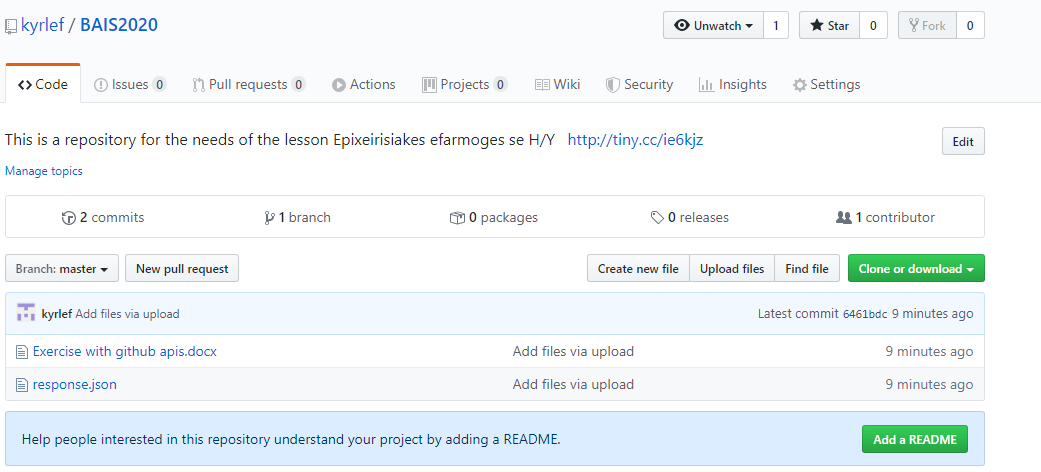 kyrlef / BAIS2020 Unwatch 1 Star 0 Fork 0
Code Issues 0 Pull requests 0 Actions Projects 0 Wiki Security Insights Settings
This is a repository for the needs of the lesson Epixeirisiakes efarmoges se H/Y http://tiny.cc/ie6kjz Edit
Manage topics
2 commits 1 branch 0 packages 0 releases 1 contributor
Branch: master New pull request Create new file Upload files Find file Clone or download
kyrlef Add files via upload Latest commit 6461bdc 9 minutes ago
Exercise with github apis.docx Add files via upload 9 minutes ago
response.json Add files via upload 9 minutes ago
Help people interested in this repository understand your project by adding a README. Add a README